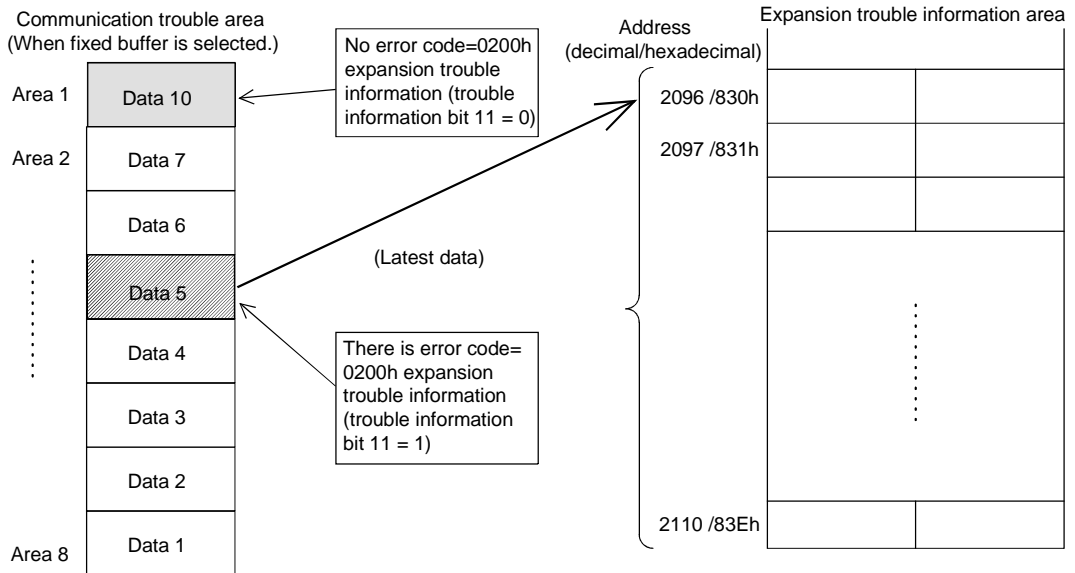 Communication trouble area
(When fixed buffer is selected.)
Area 1
Data 10
Area 2
Data 7
Data 6
Data 5
Data 4
Data 3
Data 2
Area 8
Data 1
No error code=0200h
expansion trouble
information (trouble
information bit 11 = 0)
(Latest data)
There is error code=
0200h expansion
trouble information
(trouble information
bit 11 = 1)
Address
(decimal/hexadecimal)
2096 /830h
2097 /831h
2110 /83Eh
Expansion trouble information area